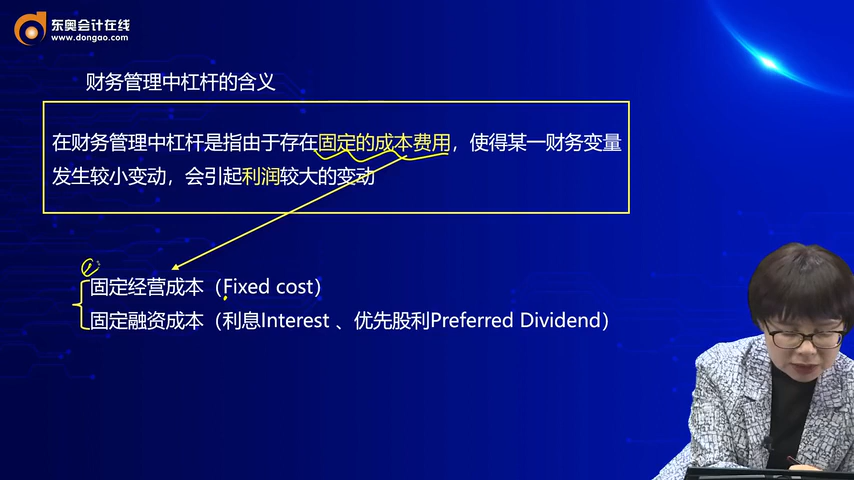 东奥会计在线
www.dongao.com
财务管理中杠杆的含义
在财务管理中杠杆是指由于存在固定的成本费用，使得某一财务变量
发生较小变动，会引起利润较大的变动
①
固定经营成本（Fixed cost）
固定融资成本（利息Interest 、优先股利Preferred Dividend）